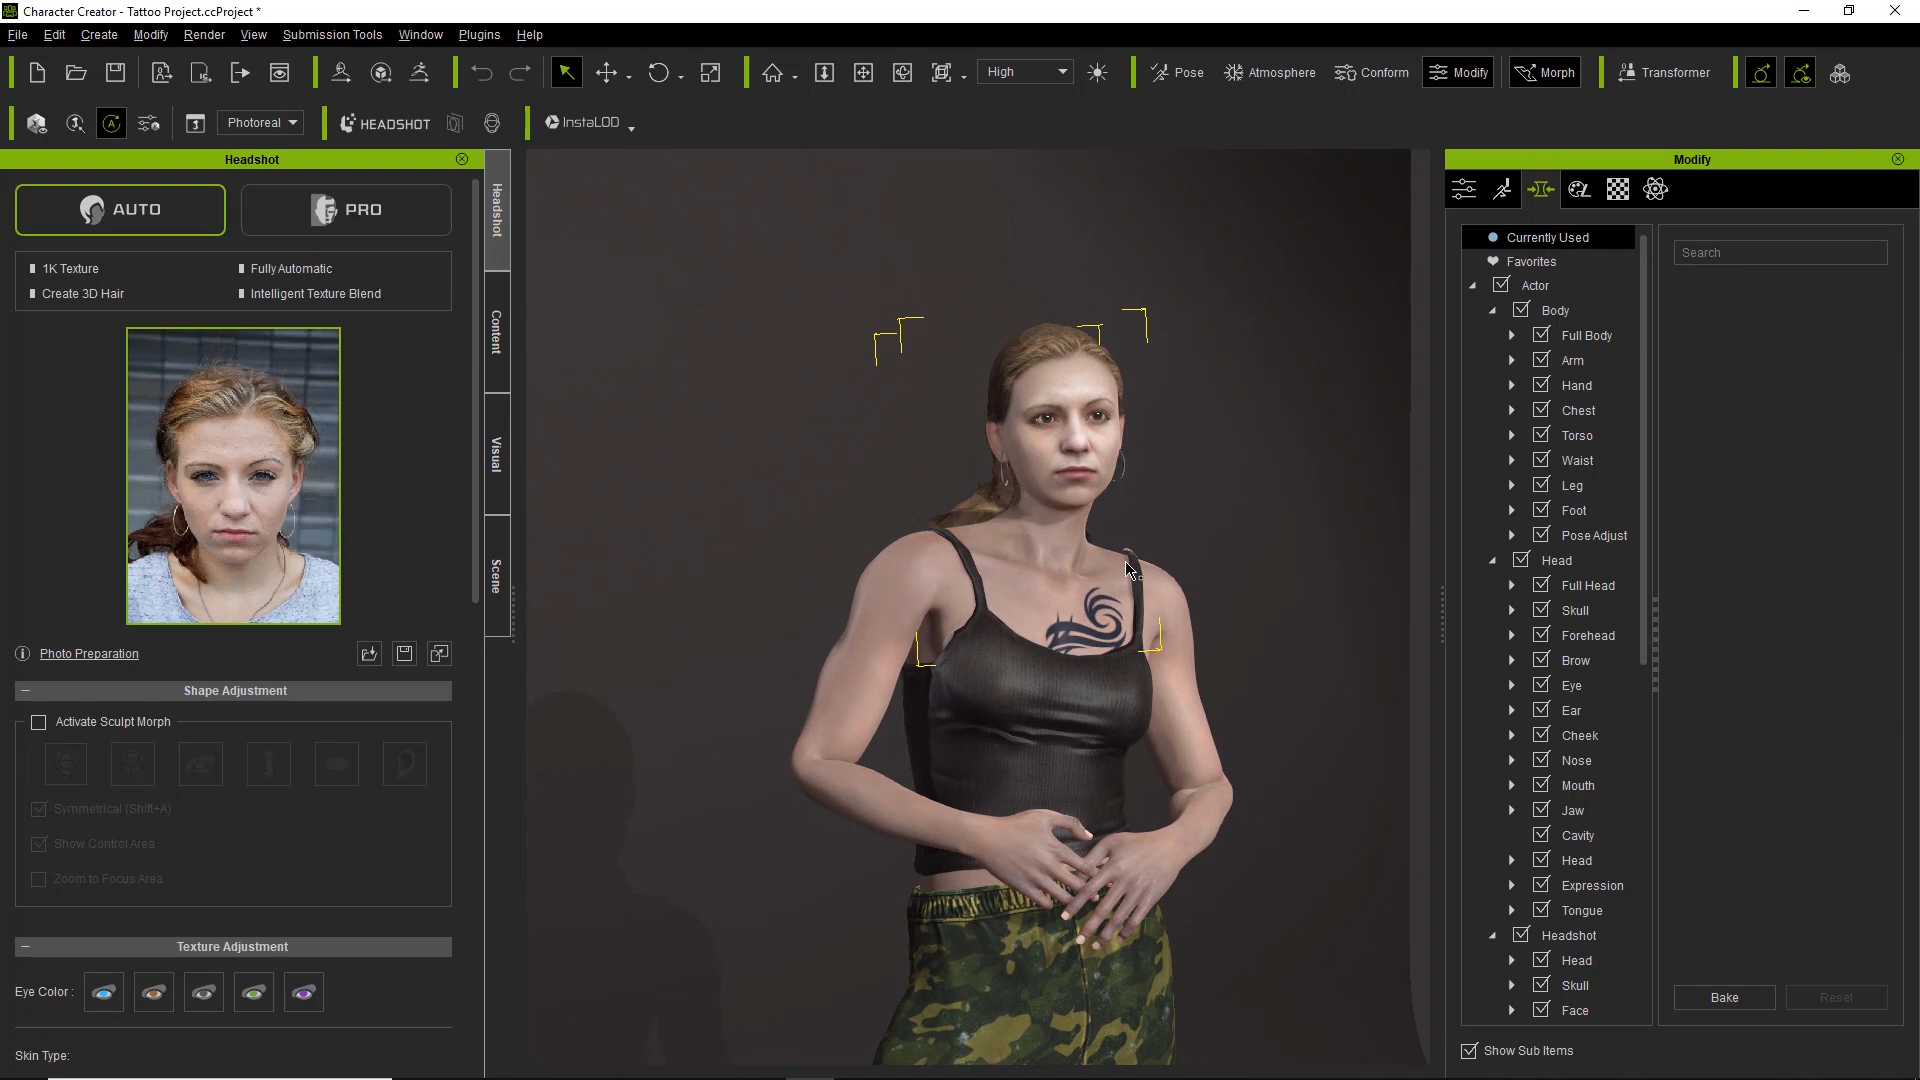 Character Creator - Tattoo Project.ccProject *
File Edit Create Modify Render View Submission Tools Window Plugins Help
High
Pose
Atmosphere
Conform
Modify
Morph
Transformer
Photoreal
HEADSHOT
InstaLOD
Headshot
AUTO
PRO
1K Texture
Fully Automatic
Create 3D Hair
Intelligent Texture Blend
Photo Preparation
Shape Adjustment
Activate Sculpt Morph
Symmetrical (Shift+A)
Show Control Area
Zoom to Focus Area
Texture Adjustment
Eye Color :
Skin Type:
Headshot
Content
Visual
Scene
Modify
Currently Used
Favorites
Actor
Body
Full Body
Arm
Hand
Chest
Torso
Waist
Leg
Foot
Pose Adjust
Head
Full Head
Skull
Forehead
Brow
Eye
Ear
Cheek
Nose
Mouth
Jaw
Cavity
Head
Expression
Tongue
Headshot
Head
Skull
Face
Show Sub Items
Search
Bake
Reset